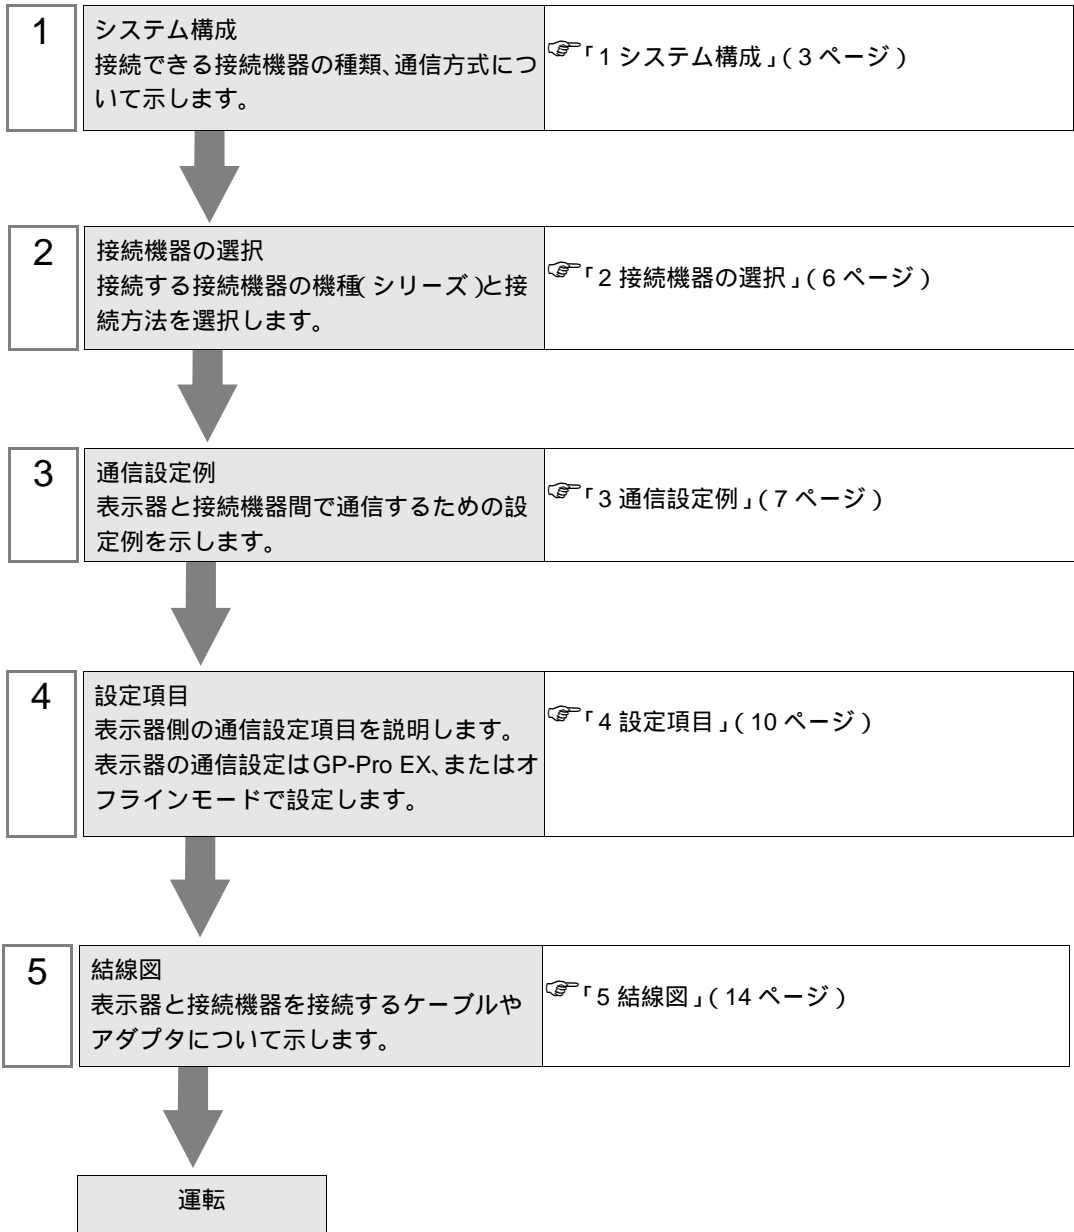 1
システム構成
接続できる接続機器の種類、通信方式につ
いて示します。
☞「1 システム構成」( 3 ページ )
2
接続機器の選択
接続する接続機器の機種( シリーズ )と接
続方法を選択します。
☞「2 接続機器の選択」( 6 ページ )
3
通信設定例
表示器と接続機器間で通信するための設
定例を示します。
☞「3 通信設定例」( 7 ページ )
4
設定項目
表示器側の通信設定項目を説明します。
表示器の通信設定はGP-Pro EX、またはオ
フラインモードで設定します。
☞「4 設定項目」( 10 ページ )
5
結線図
表示器と接続機器を接続するケーブルや
アダプタについて示します。
☞「5 結線図」( 14 ページ )
運転